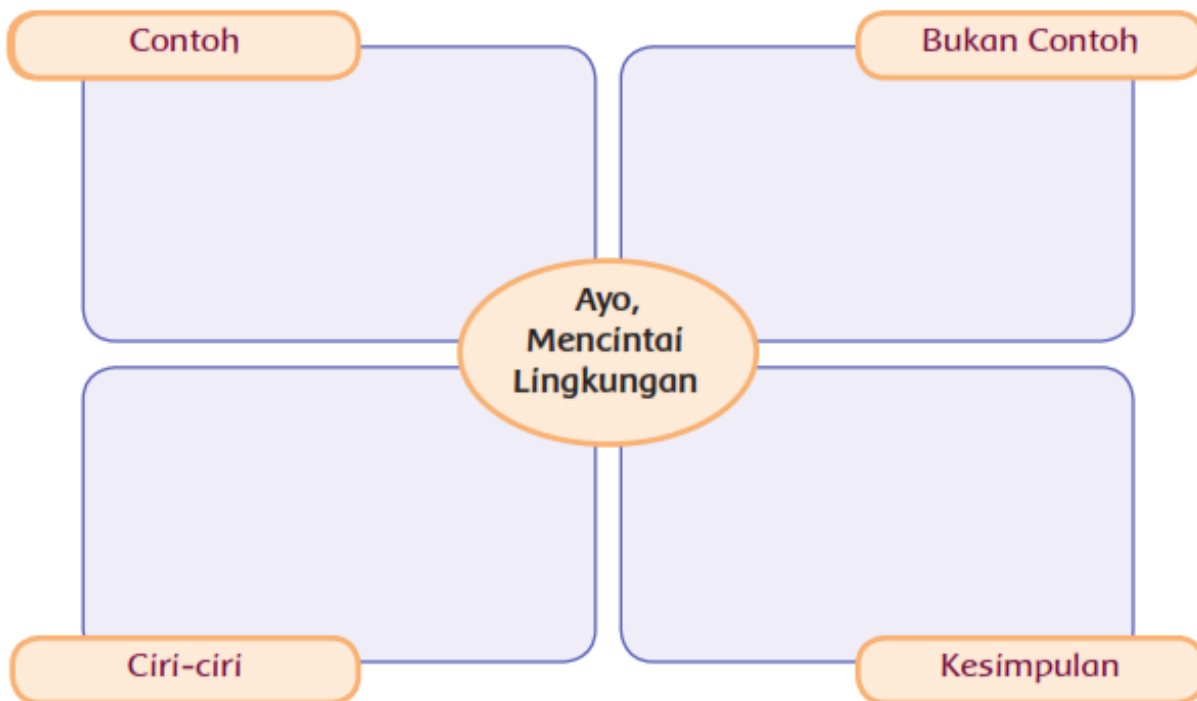 Contoh
Bukan Contoh
Ayo,
Mencintai
Lingkungan
Ciri-ciri
Kesimpulan